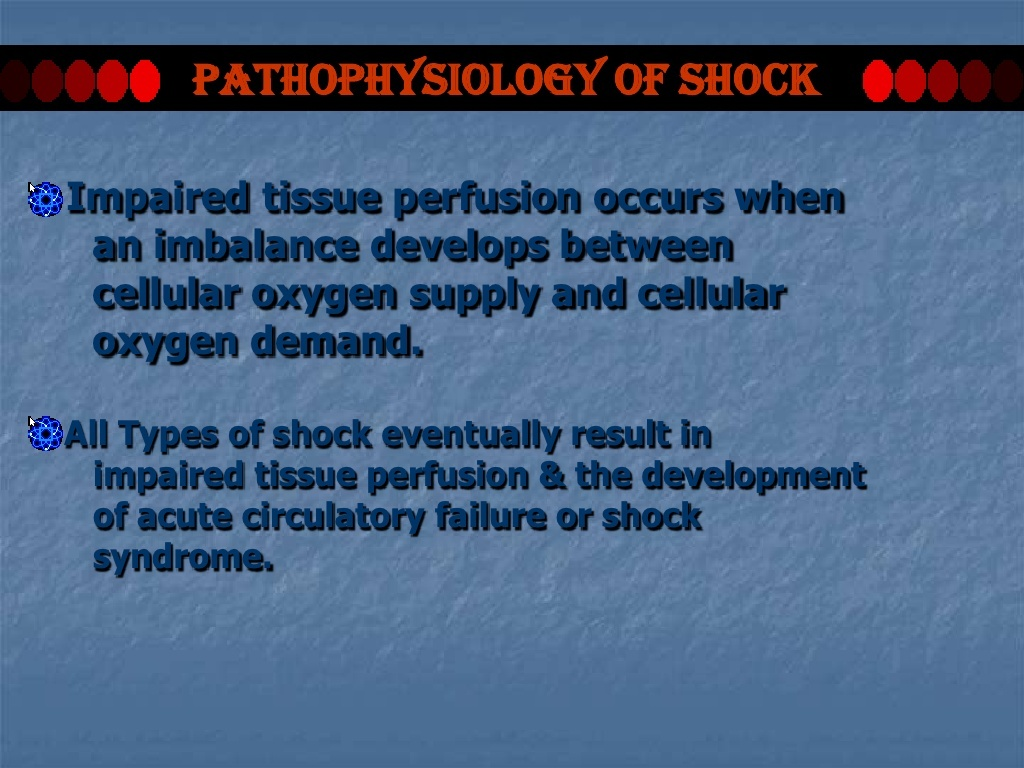 PATHOPHYSIOLOGY OF SHOCK
Impaired tissue perfusion occurs when
an imbalance develops between
cellular oxygen supply and cellular
oxygen demand.
All Types of shock eventually result in
impaired tissue perfusion & the development
of acute circulatory failure or shock
syndrome.